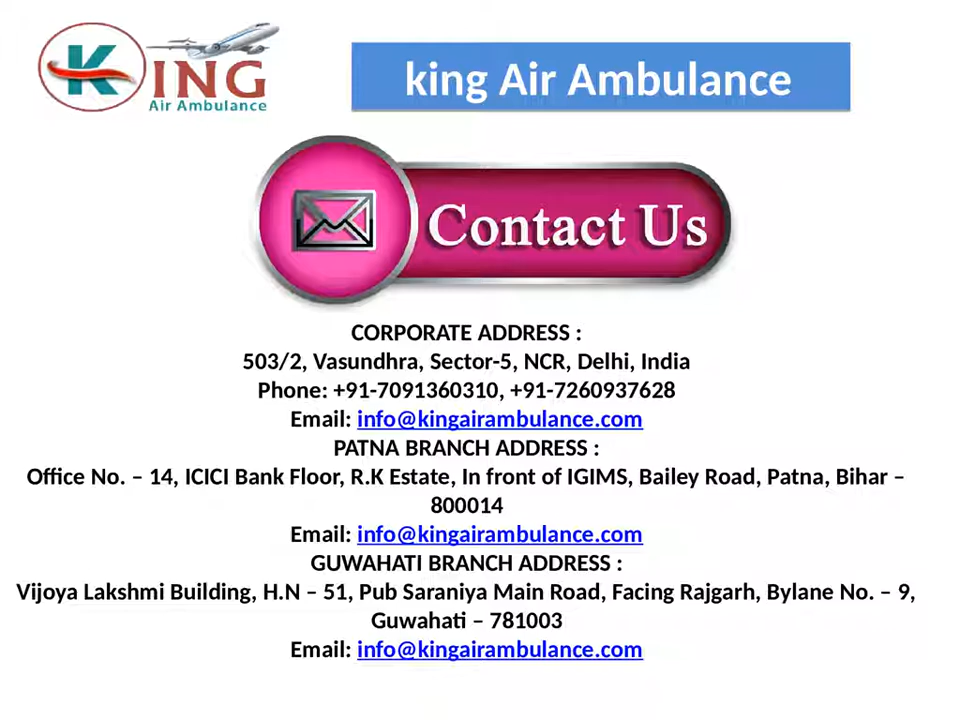 KING
Air Ambulance
king Air Ambulance
Contact Us
CORPORATE ADDRESS :
503/2, Vasundhra, Sector-5, NCR, Delhi, India
Phone: +91-7091360310, +91-7260937628
Email: info@kingairambulance.com
PATNA BRANCH ADDRESS :
Office No. – 14, ICICI Bank Floor, R.K Estate, In front of IGIMS, Bailey Road, Patna, Bihar –
800014
Email: info@kingairambulance.com
GUWAHATI BRANCH ADDRESS :
Vijoya Lakshmi Building, H.N – 51, Pub Saraniya Main Road, Facing Rajgarh, Bylane No. – 9,
Guwahati – 781003
Email: info@kingairambulance.com